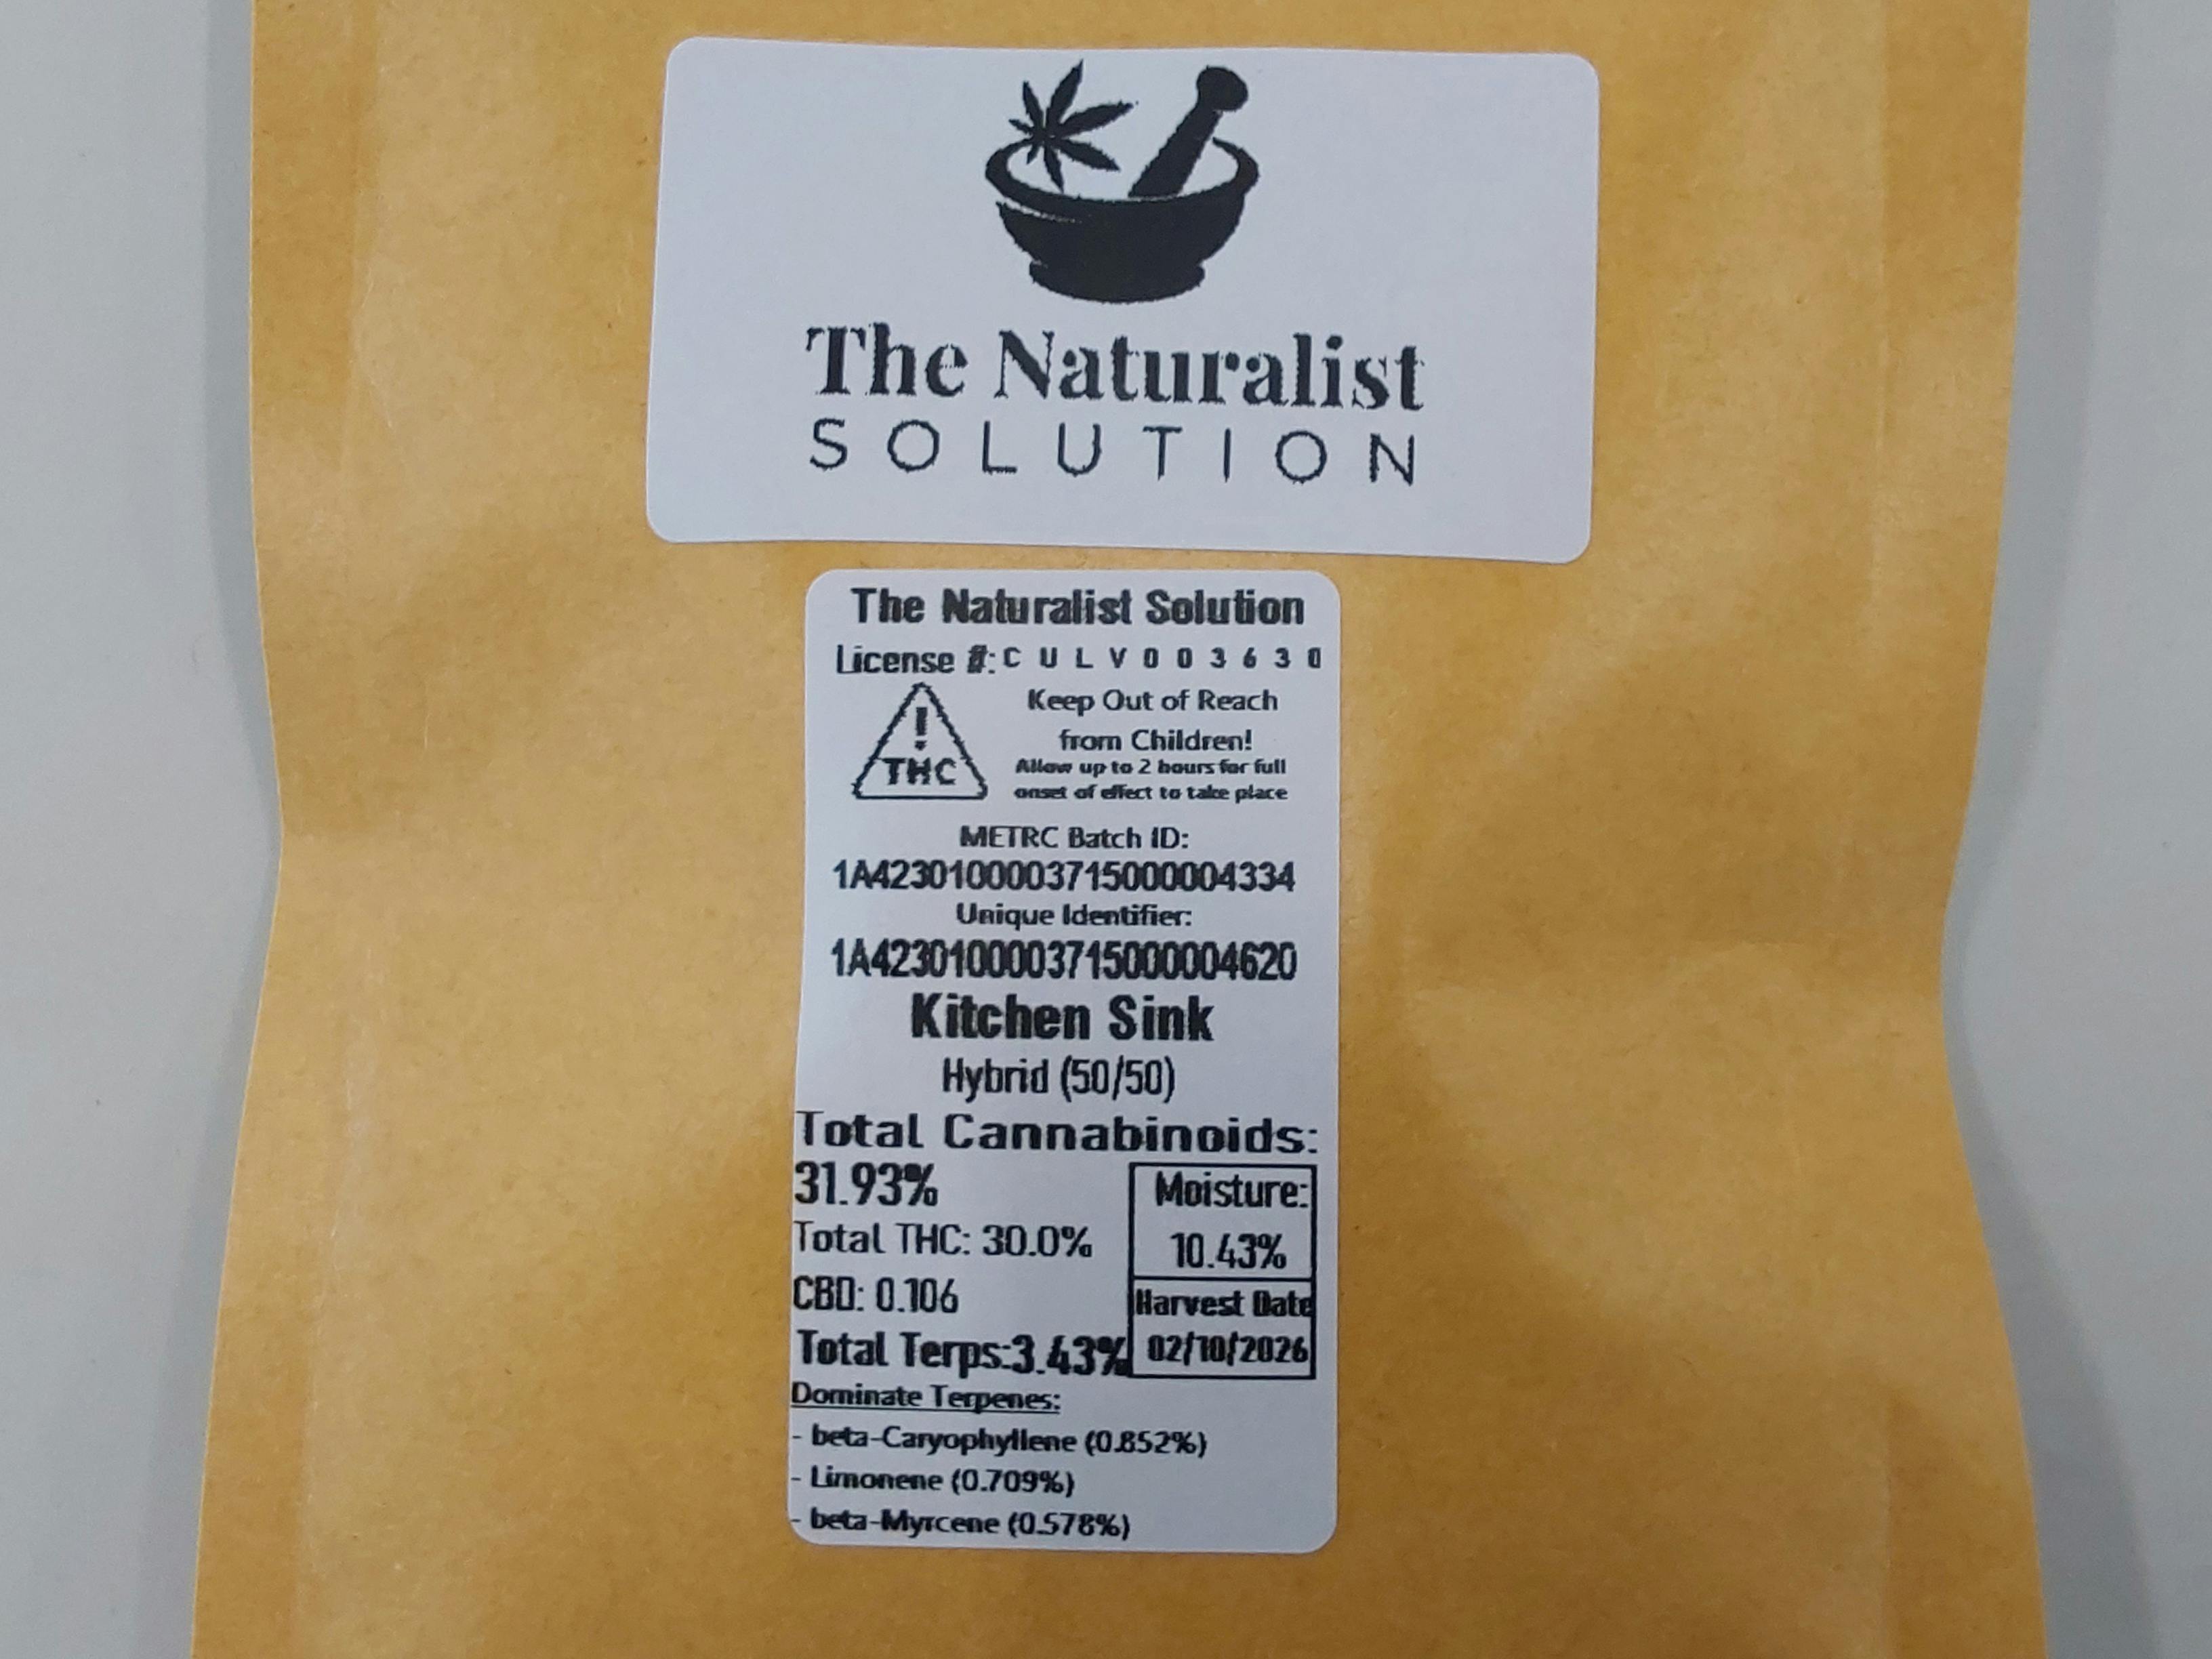 The Naturalist
SOLUTION
The Naturalist Solution
License #: CULV003630
!
THC
Keep Out of Reach
from Children!
Allow up to 2 hours for full
onset of effect to take place
METRC Batch ID:
1A4230100003715000004334
Unique Identifier:
1A4230100003715000004620
Kitchen Sink
Hybrid (50/50)
Total Cannabinoids:
31.93%
Total THC: 30.0%
CBD: 0.106
Total Terps:3.43%
Moisture:
10.43%
Harvest Date
02/10/2026
Dominate Terpenes:
- beta-Caryophyllene (0.852%)
- Limonene (0.709%)
- beta-Myrcene (0.578%)